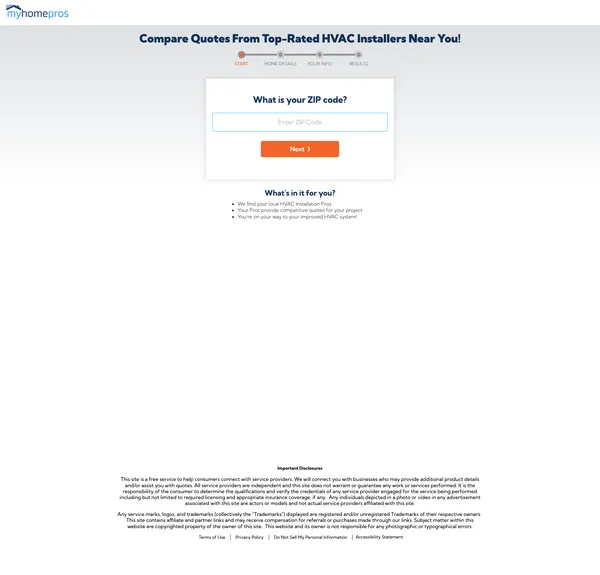 myhomepros
Compare Quotes From Top-Rated HVAC Installers Near You!
START HOME DETAILS YOUR INFO RESULTS
What is your ZIP code?
Enter ZIP Code
Next ⟩
What's in it for you?
• We find your local HVAC Installation Pros
• Your Pros provide competitive quotes for your project
• You're on your way to your improved HVAC system!
Important Disclosures
This site is a free service to help consumers connect with service providers. We will connect you with businesses who may provide additional product details
and/or assist you with quotes. All service providers are independent and this site does not warrant or guarantee any work or services performed. It is the
responsibility of the consumer to determine the qualifications and verify the credentials of any service provider engaged for the service being performed
including but not limited to required licensing and appropriate insurance coverage, if any. Any individuals depicted in a photo or video in any advertisement
associated with this site are actors or models and not actual service providers affiliated with this site.
Any service marks, logos, and trademarks (collectively the "Trademarks") displayed are registered and/or unregistered Trademarks of their respective owners.
This site contains affiliate and partner links and may receive compensation for referrals or purchases made through our links. Subject matter within this
website are copyrighted property of the owner of this site. This website and its owner is not responsible for any photographic or typographical errors.
Terms of Use | Privacy Policy | Do Not Sell My Personal Information | Accessibility Statement